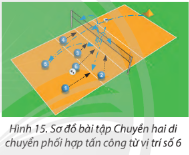 Hình 15. Sơ đồ bài tập Chuyền hai di
chuyển phối hợp tấn công từ vị trí số 6